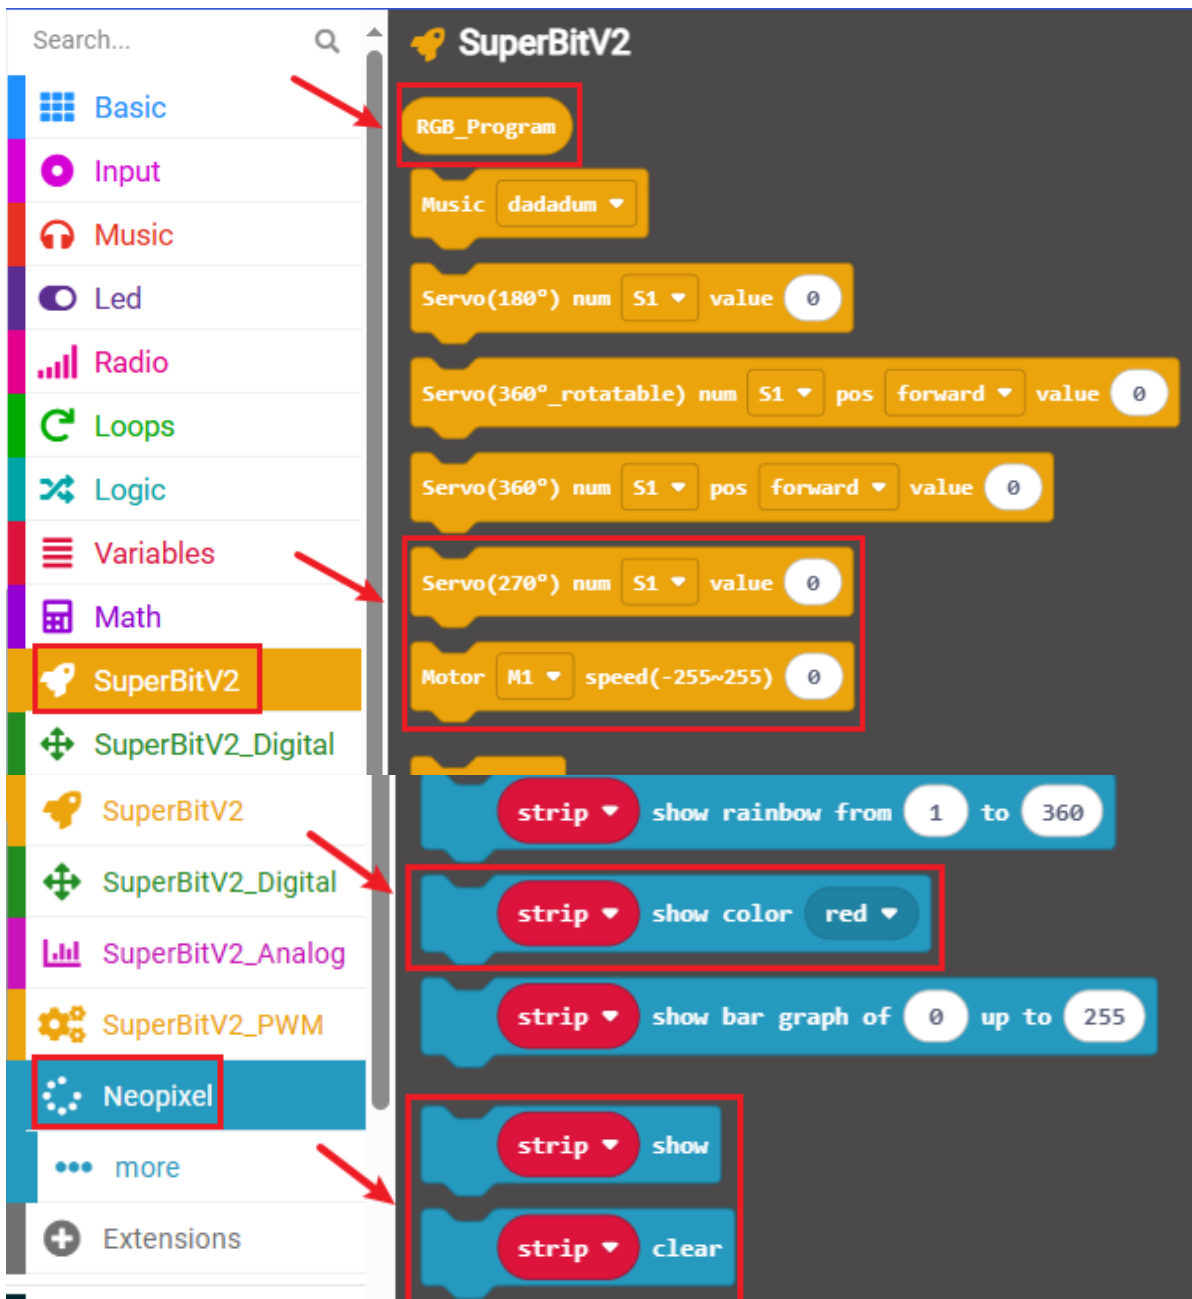 Search...
Basic
Input
Music
Led
Radio
Loops
Logic
Variables
Math
SuperBitV2
SuperBitV2_Digital
SuperBitV2
RGB_Program
Music dadadum
Servo(180°) num S1 value 0
Servo(360°_rotatable) num S1 pos forward value 0
Servo(360°) num S1 pos forward value 0
Servo(270°) num S1 value 0
Motor M1 speed(-255~255) 0
SuperBitV2
SuperBitV2_Digital
SuperBitV2_Analog
SuperBitV2_PWM
Neopixel
more
Extensions
strip show rainbow from 1 to 360
strip show color red
strip show bar graph of 0 up to 255
strip show
strip clear